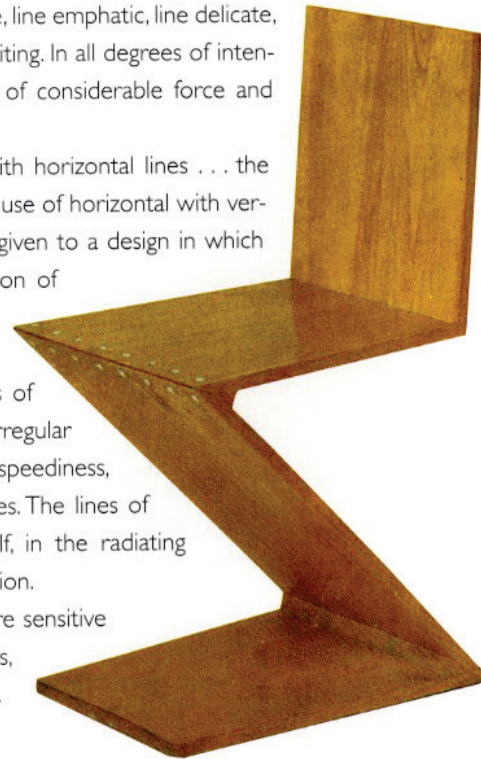 line emphatic, line delicate,
iting. In all degrees of inten-
of considerable force and
ith horizontal lines . . . the
use of horizontal with ver-
given to a design in which
on of
s of
rregular
speediness,
es. The lines of
lf, in the radiating
ion.
re sensitive
s,